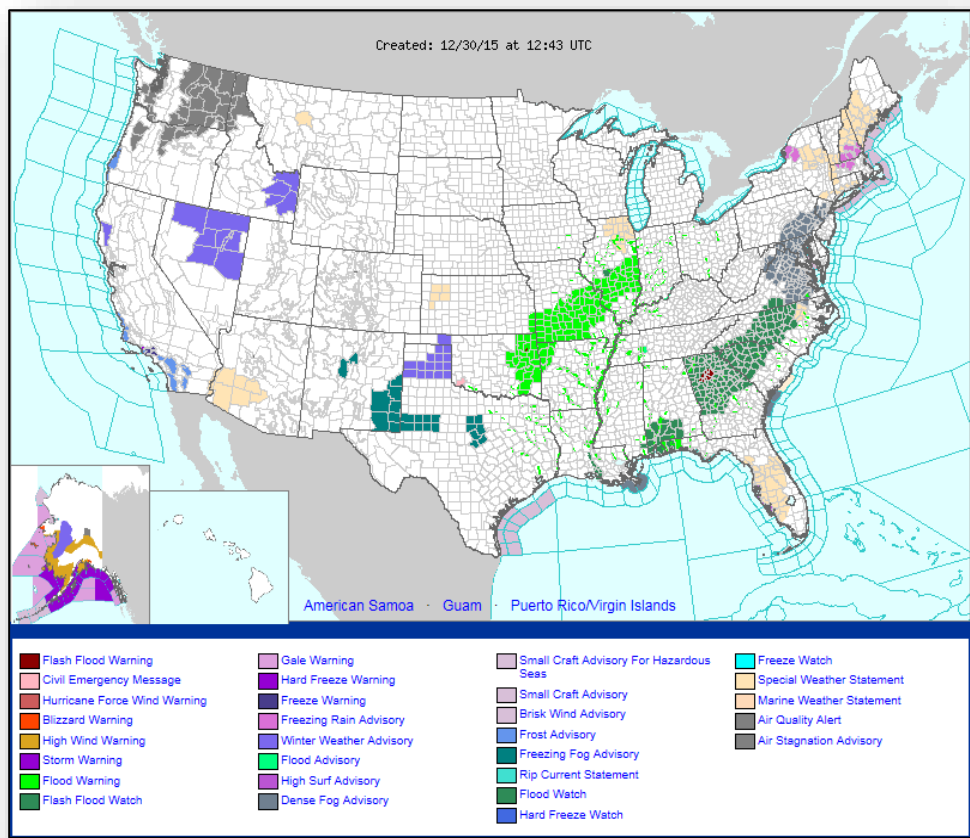 Created: 12/30/15 at 12:43 UTC
American Samoa · Guam · Puerto Rico/Virgin Islands
Flash Flood Warning
Civil Emergency Message
Hurricane Force Wind Warning
Blizzard Warning
High Wind Warning
Storm Warning
Flood Warning
Flash Flood Watch
Gale Warning
Hard Freeze Warning
Freeze Warning
Freezing Rain Advisory
Winter Weather Advisory
Flood Advisory
High Surf Advisory
Dense Fog Advisory
Small Craft Advisory For Hazardous
Seas
Small Craft Advisory
Brisk Wind Advisory
Frost Advisory
Freezing Fog Advisory
Rip Current Statement
Flood Watch
Hard Freeze Watch
Freeze Watch
Special Weather Statement
Marine Weather Statement
Air Quality Alert
Air Stagnation Advisory